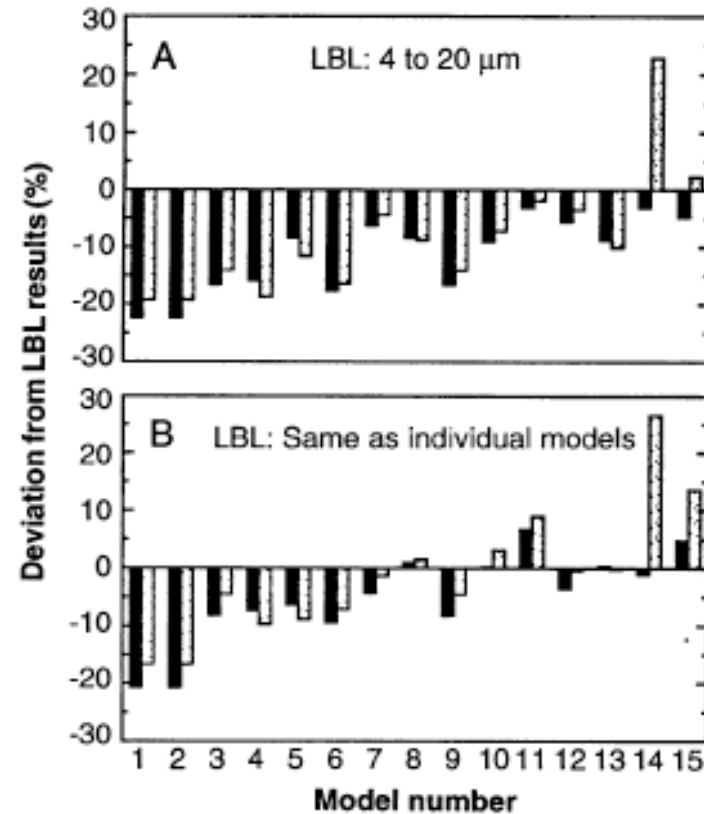 Deviation from LBL results (%)
30
20
10
0
-10
-20
-30
A
LBL: 4 to 20 µm
30
20
10
0
-10
-20
-30
B
LBL: Same as individual models
1 2 3 4 5 6 7 8 9 10 11 12 13 14 15
Model number